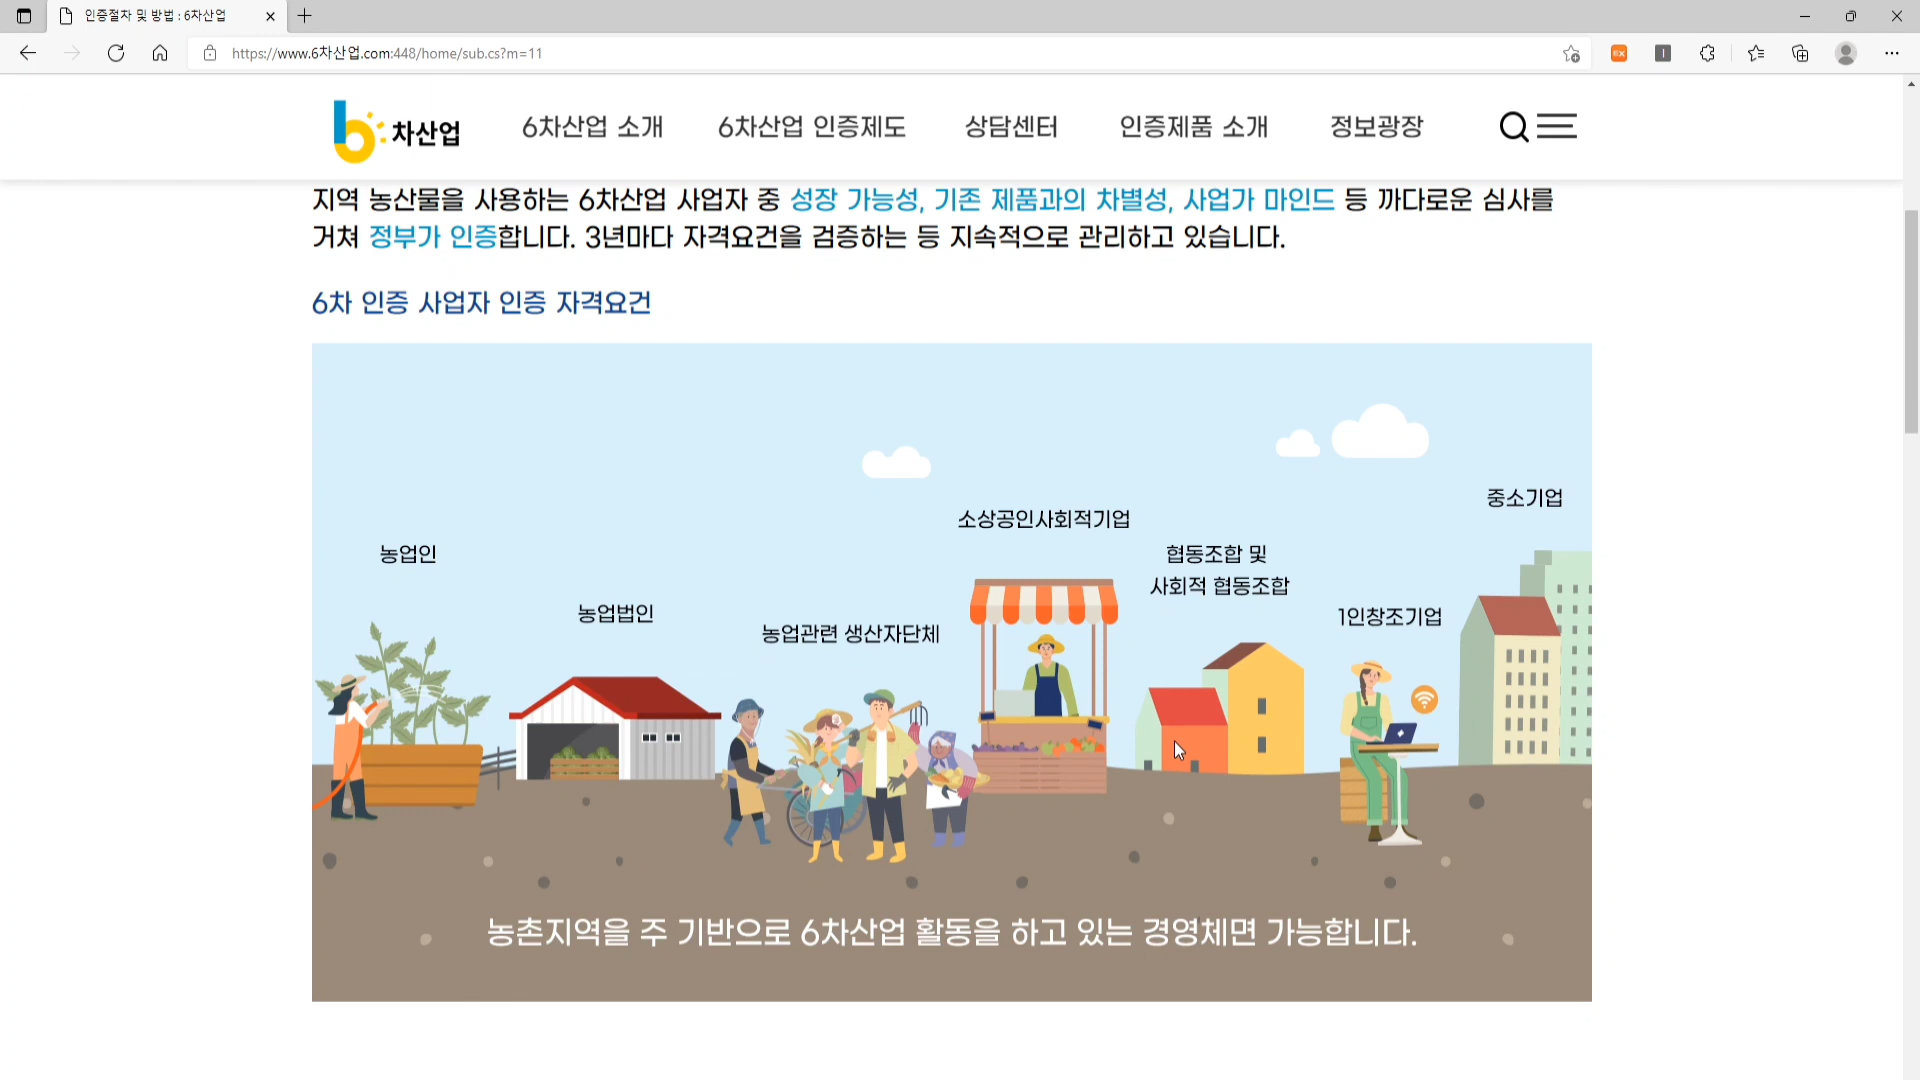 인증절차 및 방법 : 6차산업
https://www.6차산업.com:448/home/sub.cs?m=11
차산업
6차산업 소개
6차산업 인증제도
상담센터
인증제품 소개
정보광장
지역 농산물을 사용하는 6차산업 사업자 중 성장 가능성, 기존 제품과의 차별성, 사업가 마인드 등 까다로운 심사를
거쳐 정부가 인증합니다. 3년마다 자격요건을 검증하는 등 지속적으로 관리하고 있습니다.
6차 인증 사업자 인증 자격요건
중소기업
소상공인사회적기업
농업인
협동조합 및
사회적 협동조합
농업법인
1인창조기업
농업관련 생산자단체
농촌지역을 주 기반으로 6차산업 활동을 하고 있는 경영체면 가능합니다.